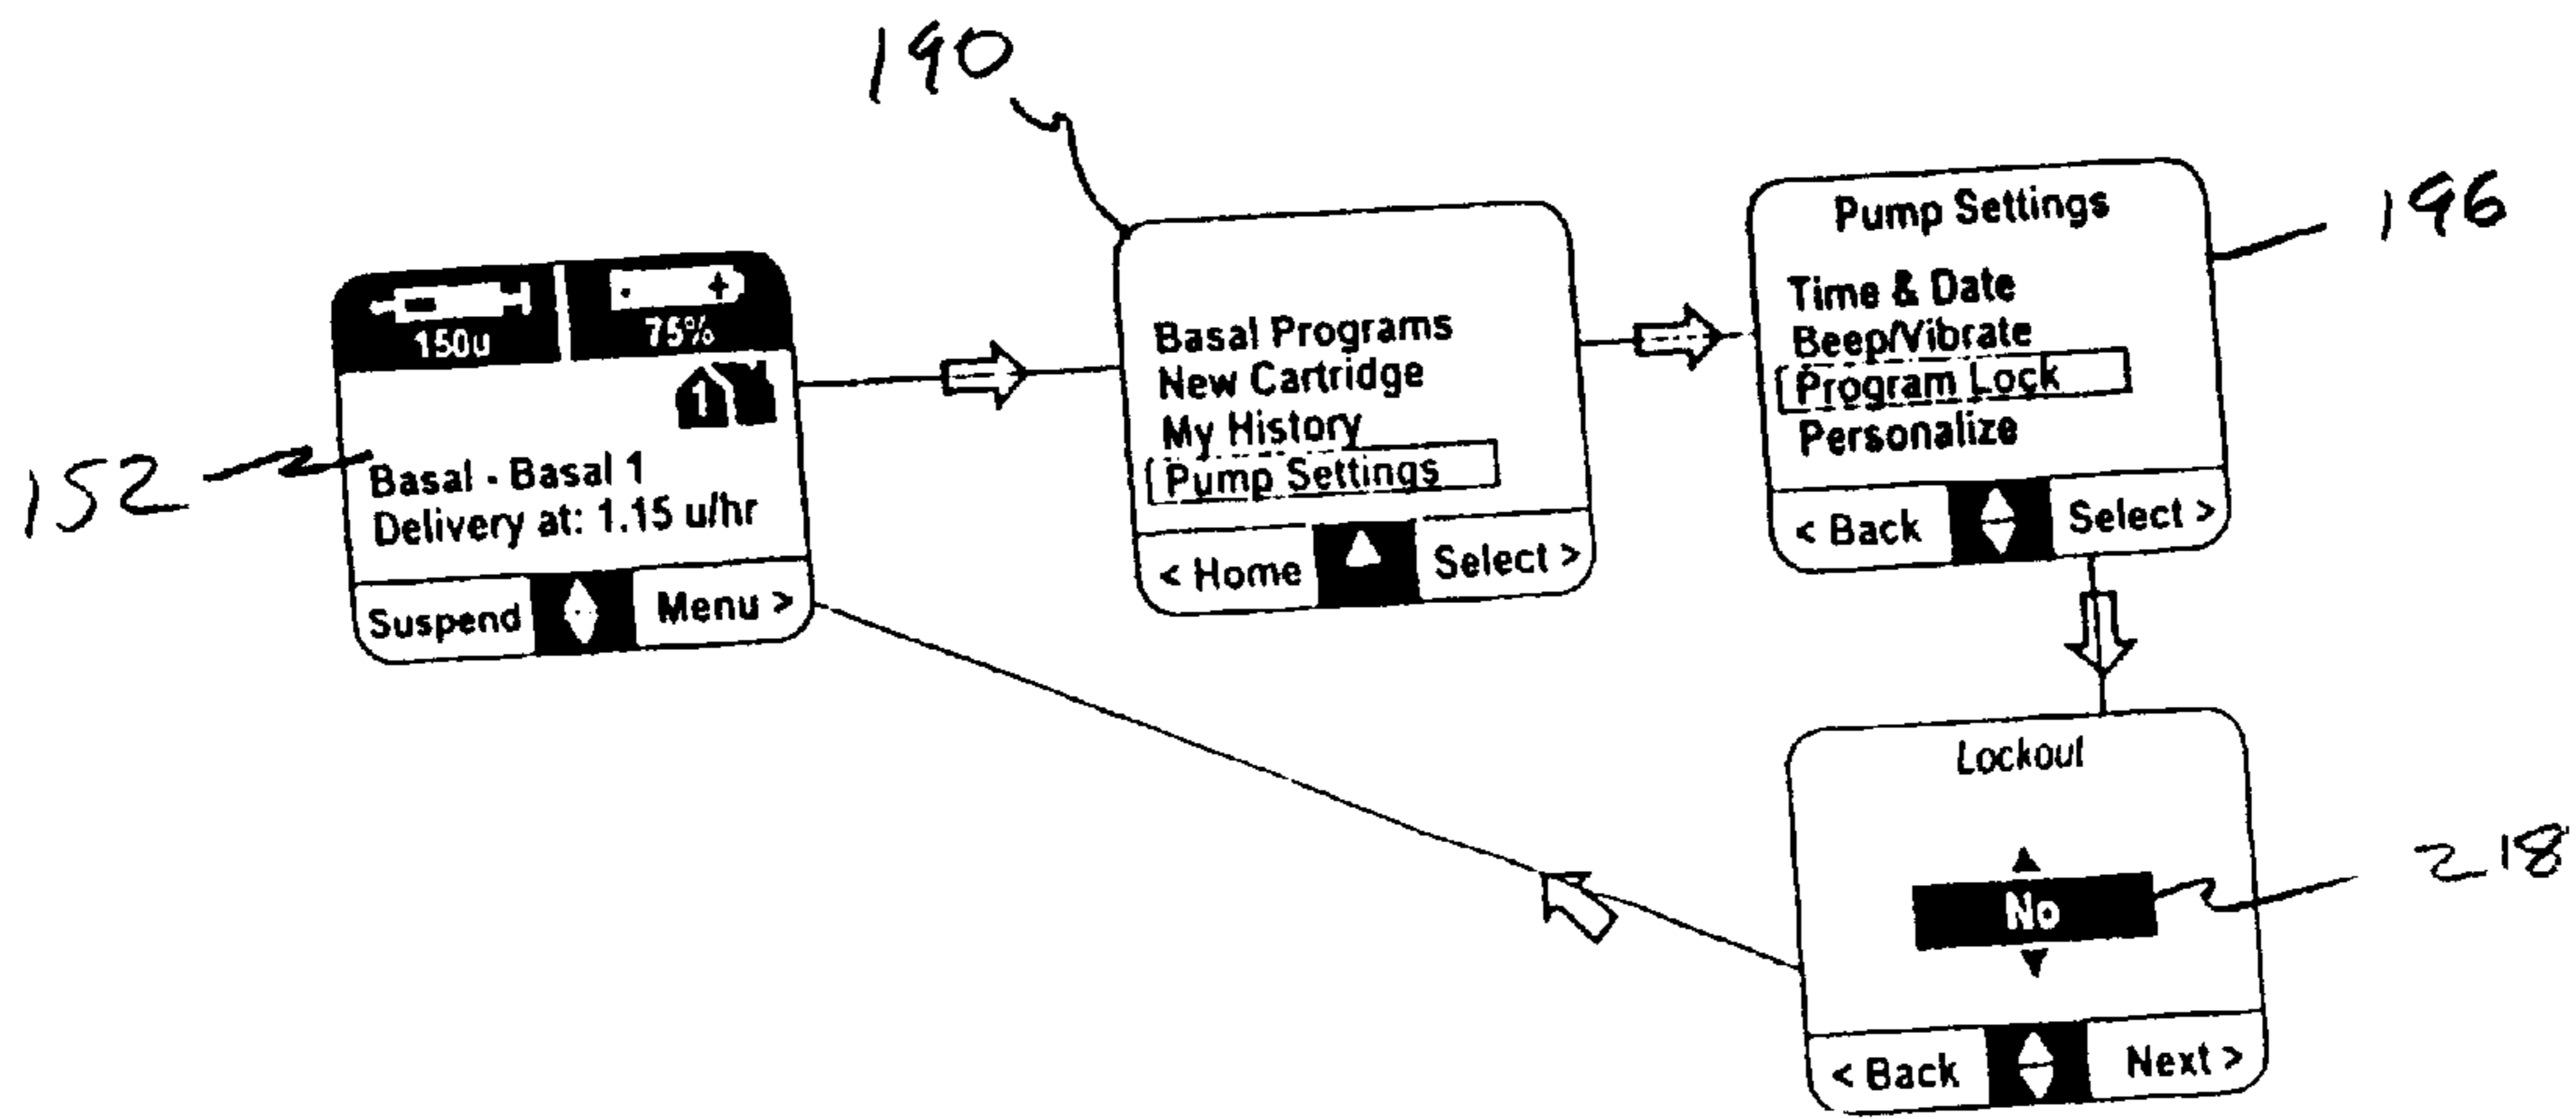 190
196
152
150u
75%
1
Basal - Basal 1
Delivery at: 1.15 u/hr
Suspend
Menu >
Basal Programs
New Cartridge
My History
Pump Settings
< Home
Select >
Pump Settings
Time & Date
Beep/Vibrate
Program Lock
Personalize
< Back
Select >
Lockout
No
218
< Back
Next >